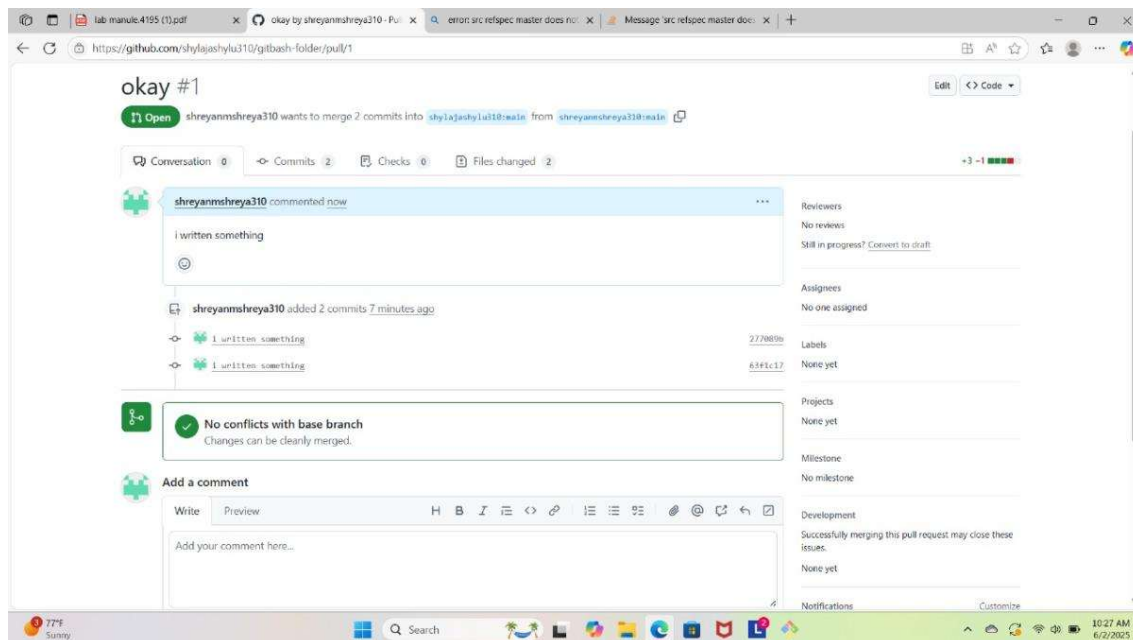 lab manule.4195 (1).pdf
okay by shreyanmshreya310 · Pul
error: src refspec master does not
Message 'src refspec master does
https://github.com/shylajashylu310/gitbash-folder/pull/1
okay #1
Edit
<> Code
Open
shreyanmshreya310 wants to merge 2 commits into shylajashylu310:main from shreyanmshreya310:main
Conversation 0
Commits 2
Checks 0
Files changed 2
+3 −1
shreyanmshreya310 commented now
i written something
shreyanmshreya310 added 2 commits 7 minutes ago
i written something
277089b
i written something
63f1c17
No conflicts with base branch
Changes can be cleanly merged.
Add a comment
Write
Preview
Add your comment here...
Reviewers
No reviews
Still in progress? Convert to draft
Assignees
No one assigned
Labels
None yet
Projects
None yet
Milestone
No milestone
Development
Successfully merging this pull request may close these
issues.
None yet
Notifications
Customize
77°F
Sunny
Search
10:27 AM